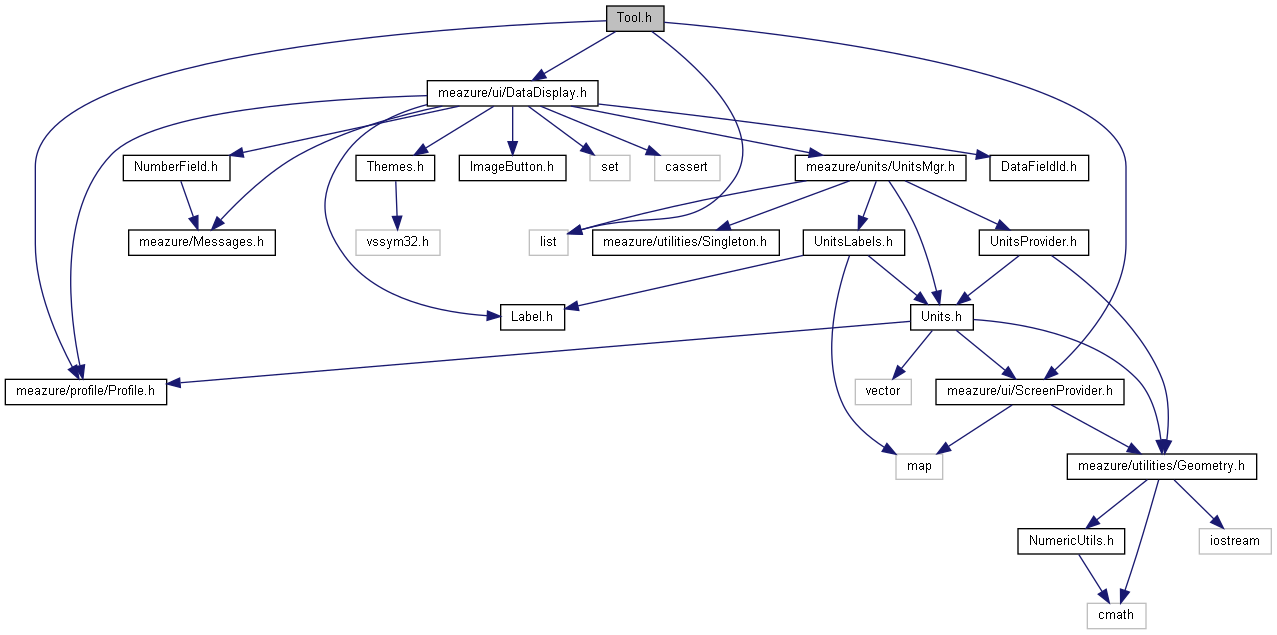 Tool.h
meazure/ui/DataDisplay.h
NumberField.h
Themes.h
ImageButton.h
set
cassert
meazure/units/UnitsMgr.h
DataFieldId.h
meazure/Messages.h
vssym32.h
list
meazure/utilities/Singleton.h
UnitsLabels.h
UnitsProvider.h
Label.h
Units.h
meazure/profile/Profile.h
vector
meazure/ui/ScreenProvider.h
map
meazure/utilities/Geometry.h
NumericUtils.h
iostream
cmath